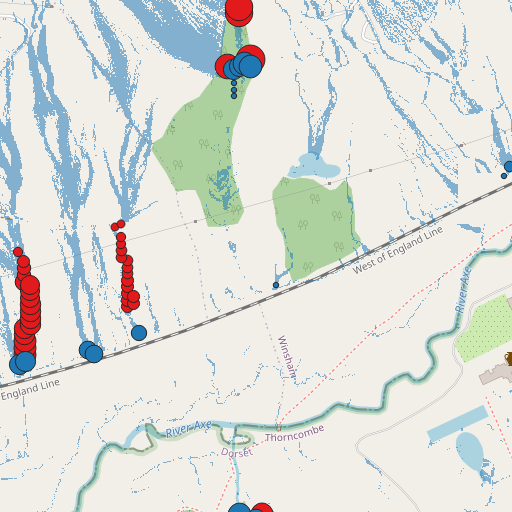 West of England Line
River Axe
Winsham
England Line
River Axe
Thorncombe
Dorset